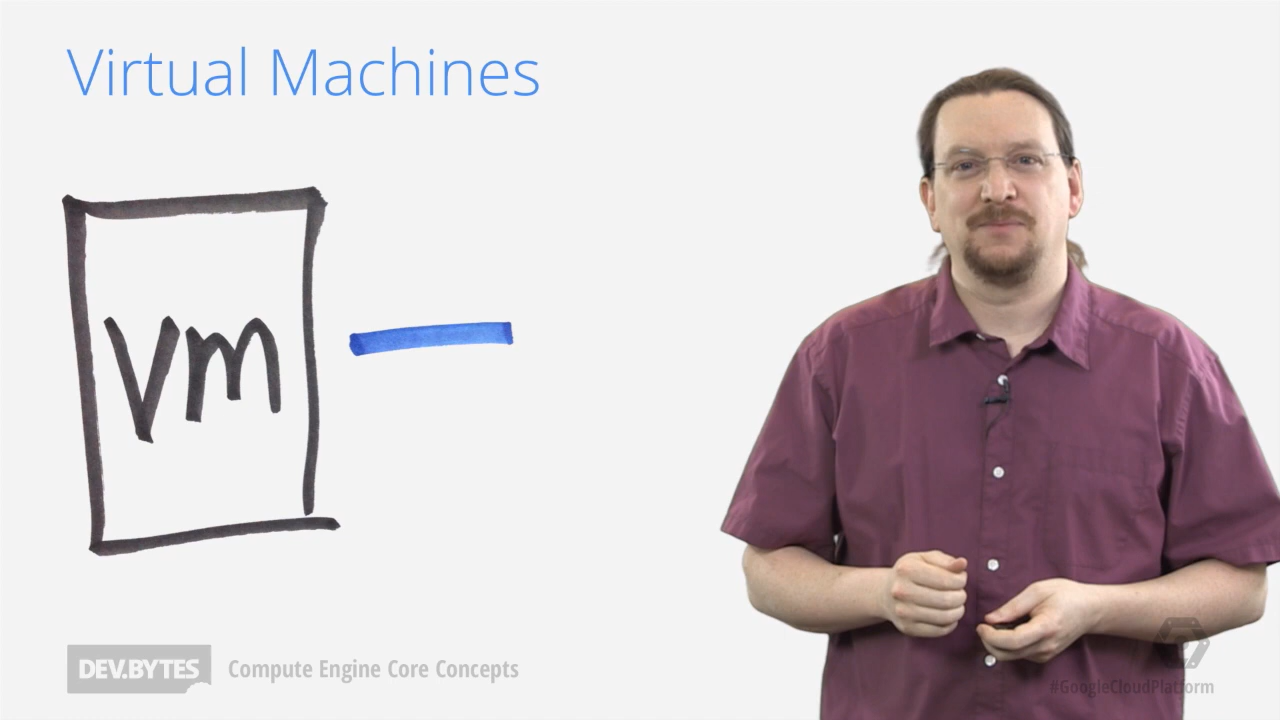 Virtual Machines
vm
DEV.BYTES
Compute Engine Core Concepts
#GoogleCloudPlatform